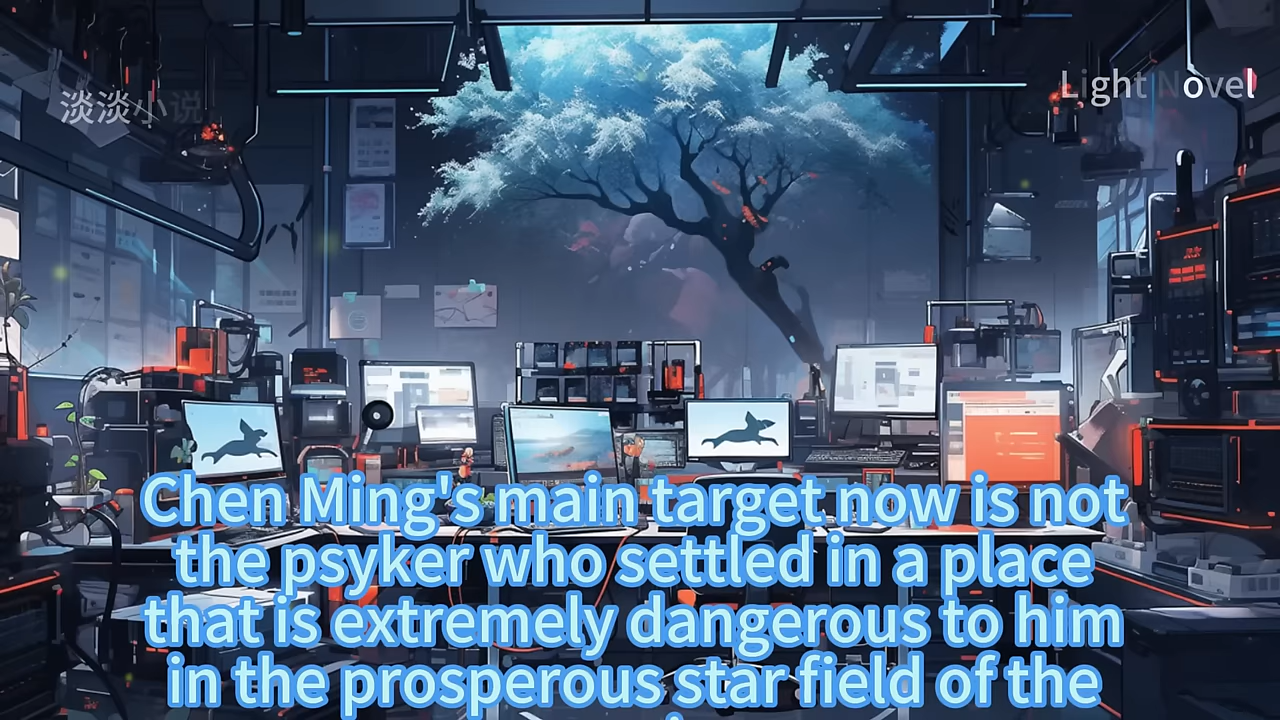 Light Novel
淡淡小说
Chen Ming's main target now is not
the psyker who settled in a place
that is extremely dangerous to him
in the prosperous star field of the